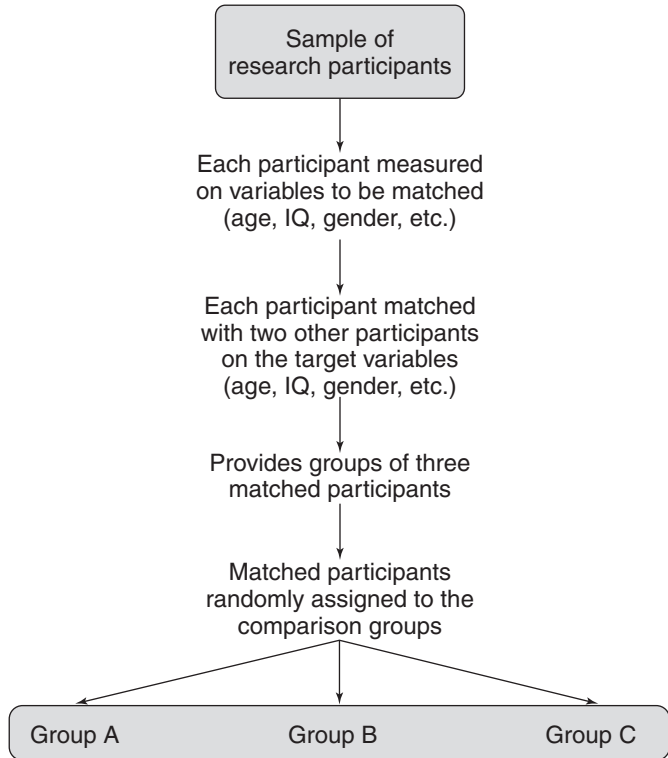 Sample of
research participants
Each participant measured
on variables to be matched
(age, IQ, gender, etc.)
Each participant matched
with two other participants
on the target variables
(age, IQ, gender, etc.)
Provides groups of three
matched participants
Matched participants
randomly assigned to the
comparison groups
Group A Group B Group C